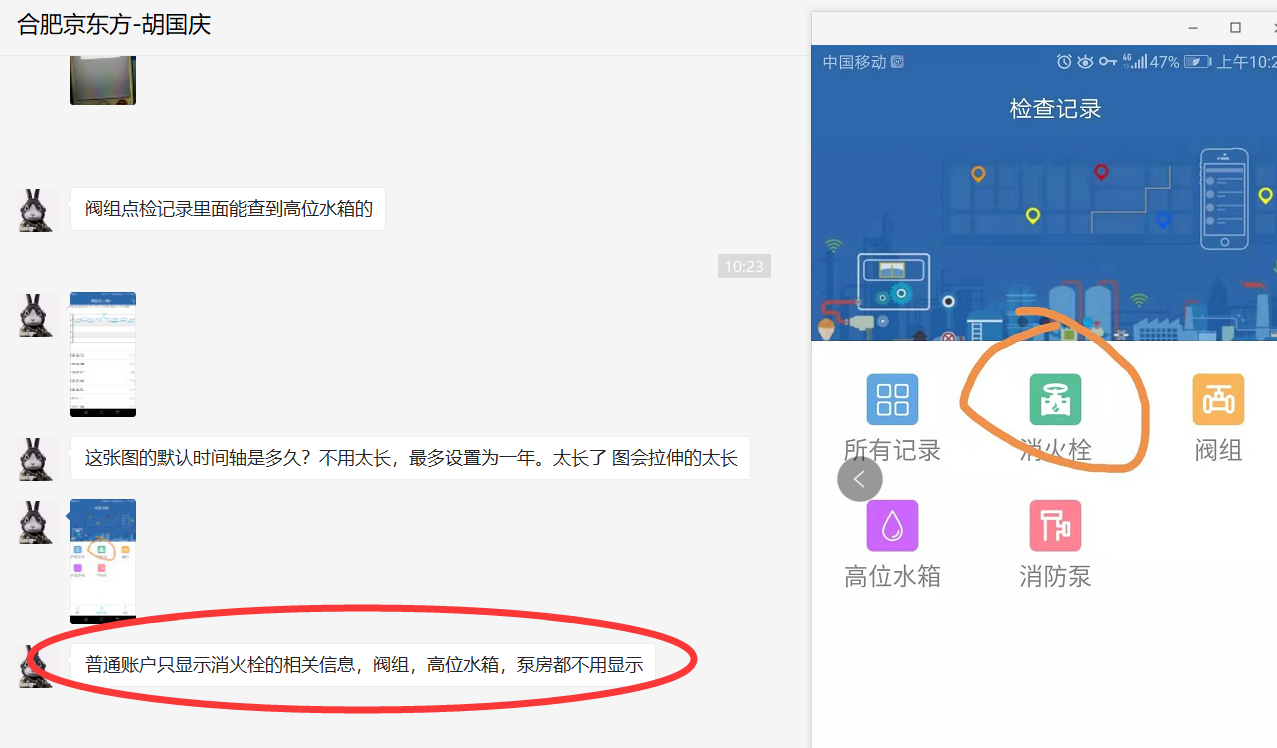 合肥京东方-胡国庆
阀组点检记录里面能查到高位水箱的
10:23
这张图的默认时间轴是多久？不用太长，最多设置为一年。太长了 图会拉伸的太长
普通账户只显示消火栓的相关信息，阀组，高位水箱，泵房都不用显示
中国移动
4G
47%
上午10:2
检查记录
所有记录
消火栓
阀组
高位水箱
消防泵